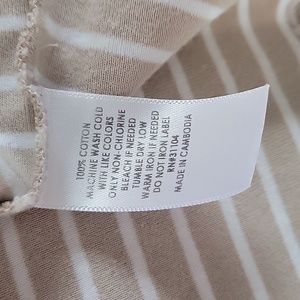 100% COTTON
MACHINE WASH COLD
WITH LIKE COLORS
ONLY NON-CHLORINE
BLEACH IF NEEDED
TUMBLE DRY LOW
WARM IRON IF NEEDED
DO NOT IRON LABEL
RN#81104
MADE IN CAMBODIA